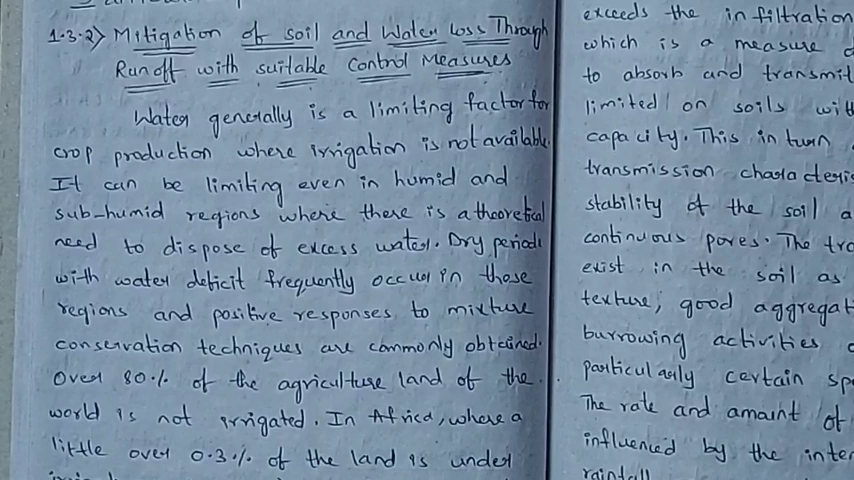 1.3.2) Mitigation of soil and Water Loss Through
Runoff with suitable Control Measures
Water generally is a limiting factor for
crop production where irrigation is not available.
It can be limiting even in humid and
sub-humid regions where there is a theoretical
need to dispose of excess water. Dry periods
with water deficit frequently occur in those
regions and positive responses to mixture
conservation techniques are commonly obtained.
Over 80% of the agriculture land of the
world is not irrigated. In Africa, where a
little over 0.3% of the land is under
exceeds the infiltration
which is a measure
to absorb and transmit
limited on soils with
capacity. This in turn
transmission characteris
stability of the soil a
continuous pores. The
exist in the soil as
texture, good aggregat
burrowing activities
particularly certain sp
The rate and amount of
influenced by the inter
rainfall